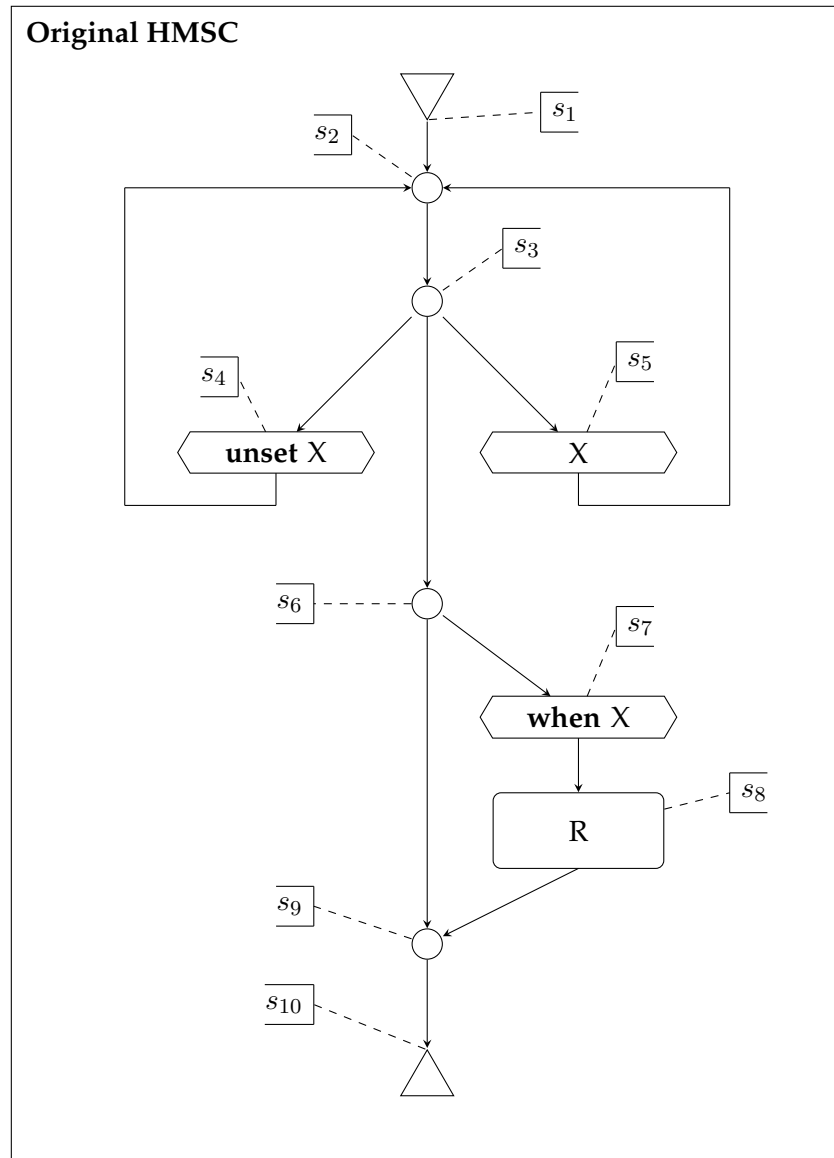 Original HMSC
s₁
s₂
s₃
s₄
s₅
unset X
X
s₆
s₇
when X
s₈
R
s₉
s₁₀